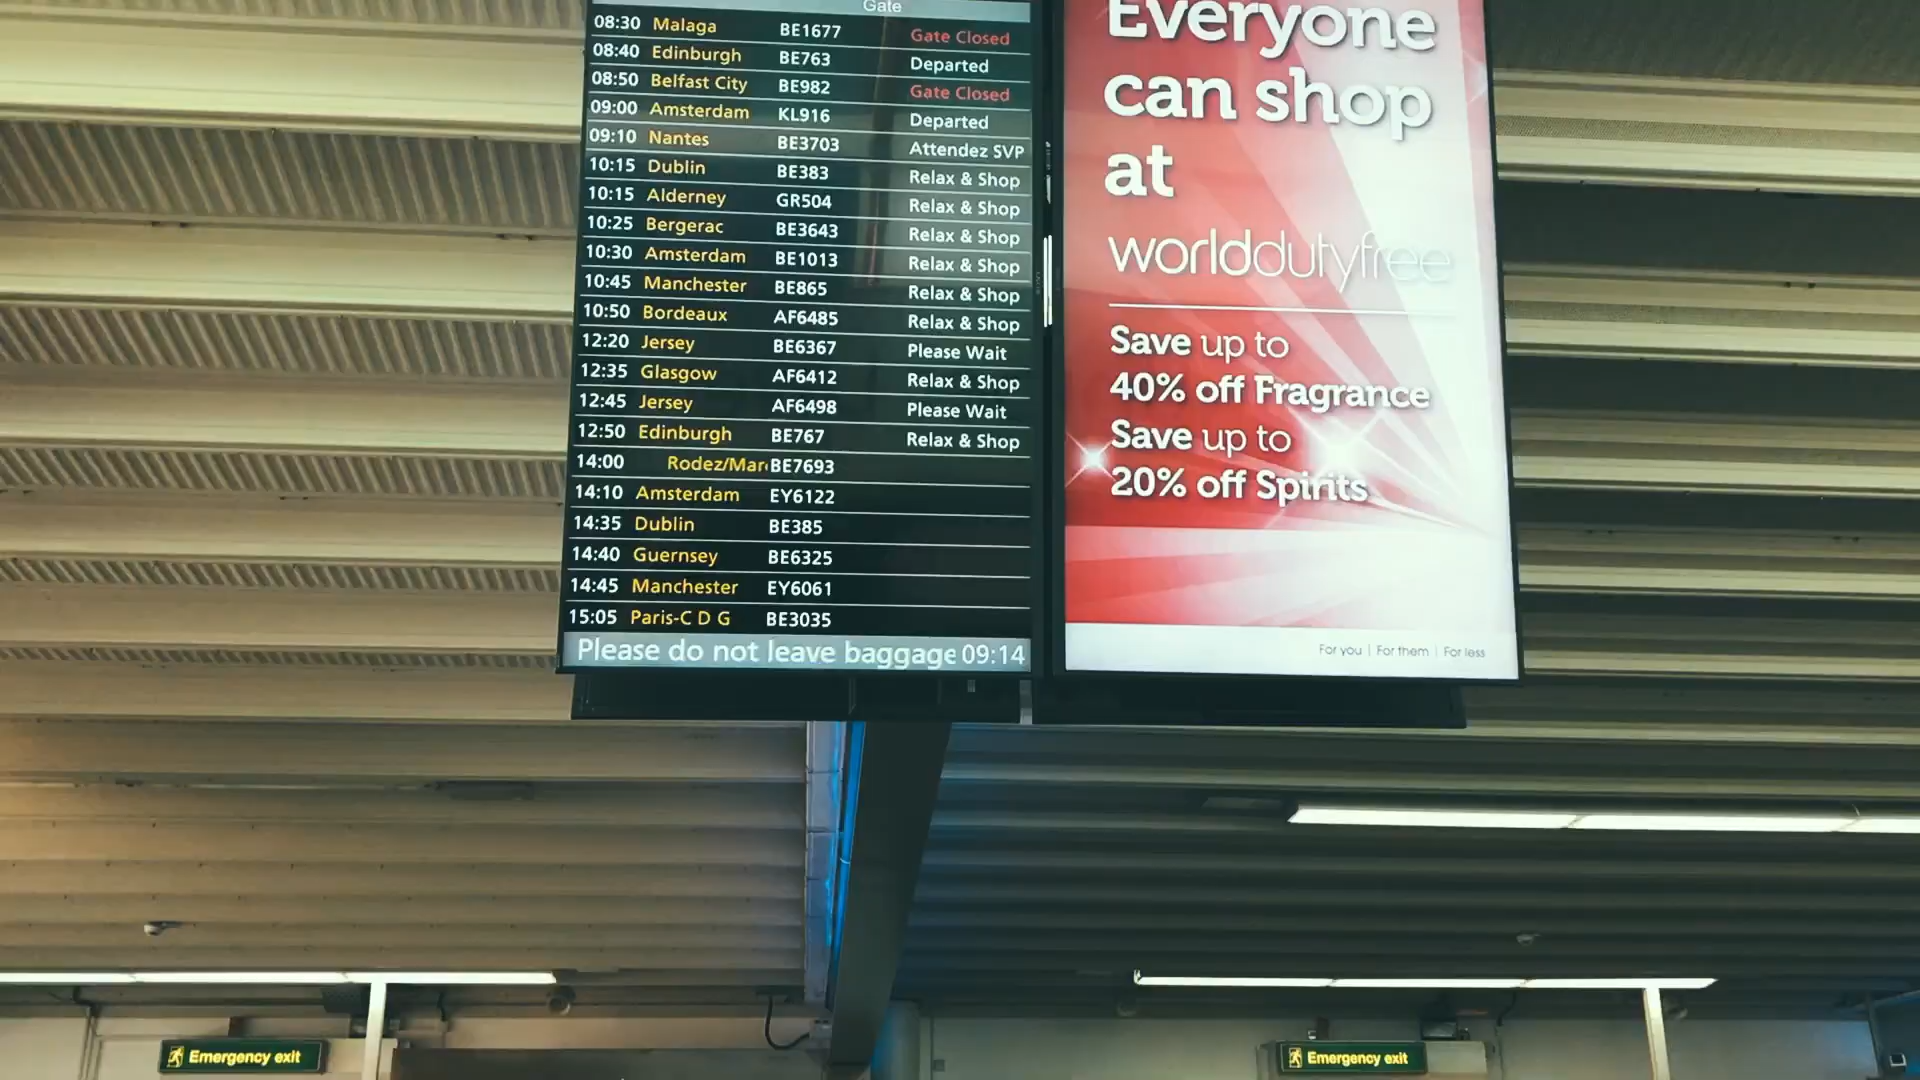 Gate
08:30 Malaga BE1677 Gate Closed
08:40 Edinburgh BE763 Departed
08:50 Belfast City BE982 Gate Closed
09:00 Amsterdam KL916 Departed
09:10 Nantes BE3703 Attendez SVP
10:15 Dublin BE383 Relax & Shop
10:15 Alderney GR504 Relax & Shop
10:25 Bergerac BE3643 Relax & Shop
10:30 Amsterdam BE1013 Relax & Shop
10:45 Manchester BE865 Relax & Shop
10:50 Bordeaux AF6485 Relax & Shop
12:20 Jersey BE6367 Please Wait
12:35 Glasgow AF6412 Relax & Shop
12:45 Jersey AF6498 Please Wait
12:50 Edinburgh BE767 Relax & Shop
14:00 Rodez/Mar BE7693
14:10 Amsterdam EY6122
14:35 Dublin BE385
14:40 Guernsey BE6325
14:45 Manchester EY6061
15:05 Paris-C D G BE3035
Please do not leave baggage 09:14
Everyone
can shop
at
worlddutyfree
Save up to
40% off Fragrance
Save up to
20% off Spirits
For you | For them | For less
Emergency exit
Emergency exit